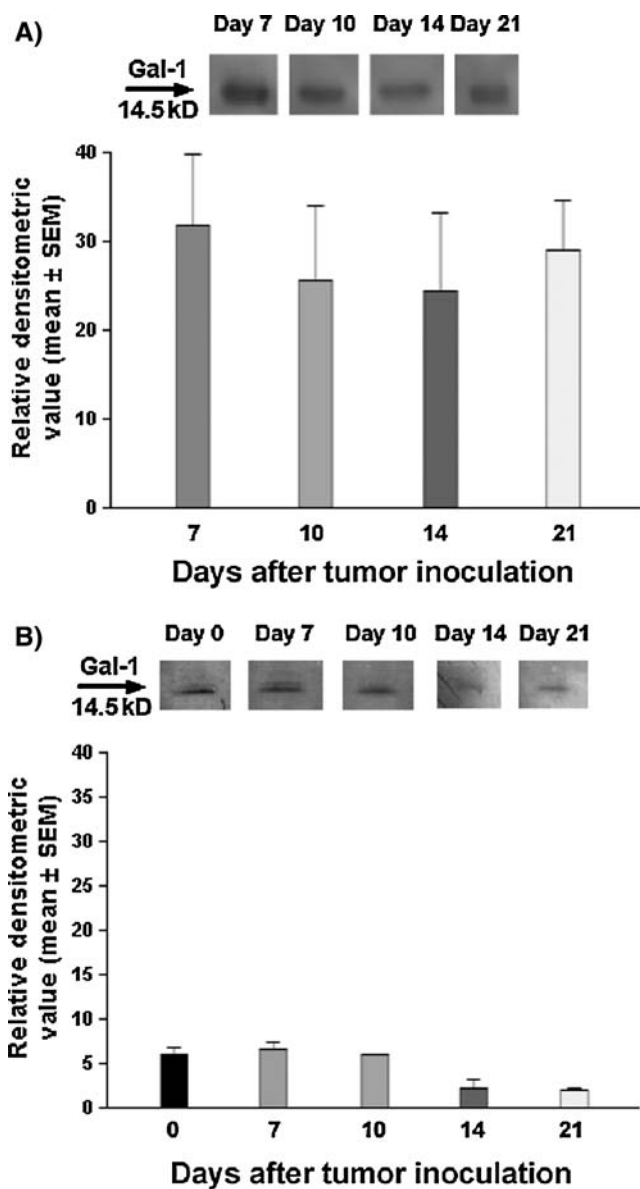 A)
Day 7 Day 10 Day 14 Day 21
Gal-1
14.5 kD
Relative densitometric
value (mean ± SEM)
40
30
20
10
0
7 10 14 21
Days after tumor inoculation
B)
Day 0 Day 7 Day 10 Day 14 Day 21
Gal-1
14.5 kD
Relative densitometric
value (mean ± SEM)
40
35
30
25
20
15
10
5
0
0 7 10 14 21
Days after tumor inoculation